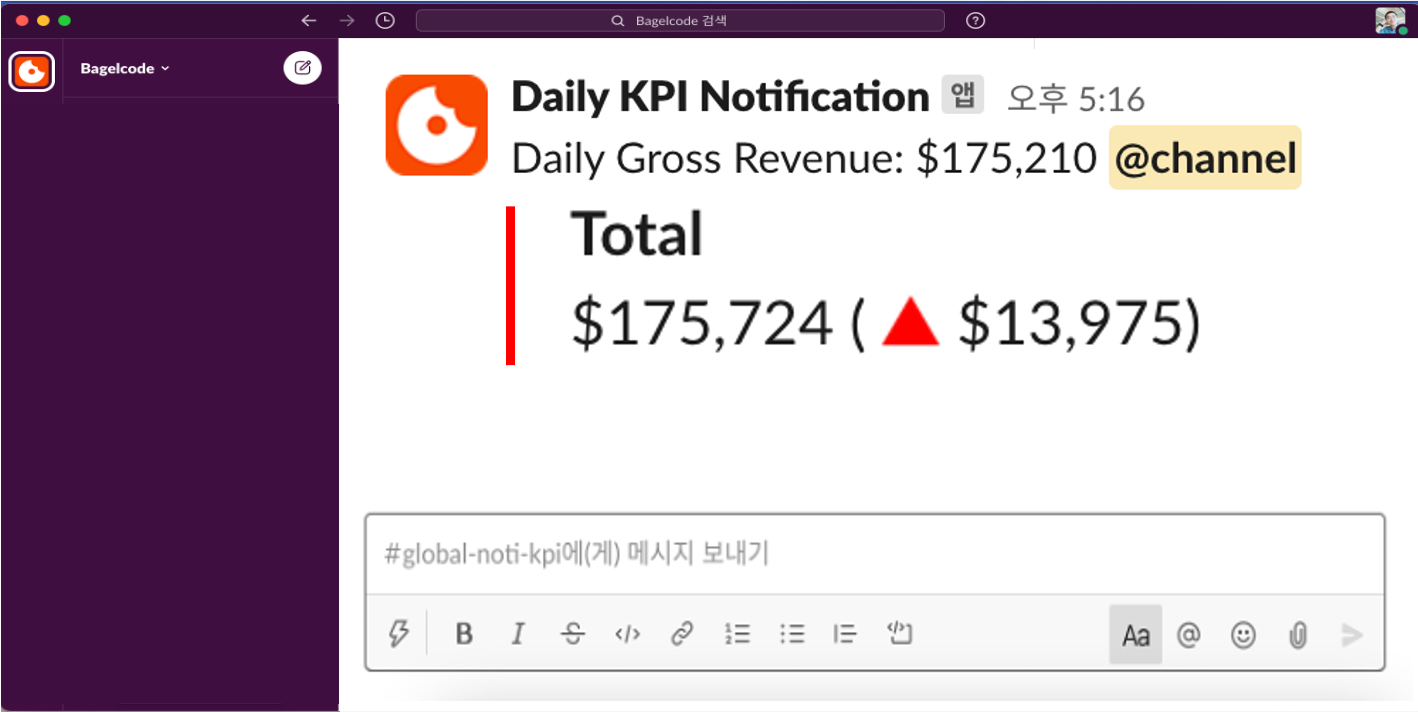 Bagelcode 검색
Bagelcode
Daily KPI Notification 앱 오후 5:16
Daily Gross Revenue: $175,210 @channel
Total
$175,724 ( ▲ $13,975)
#global-noti-kpi에(게) 메시지 보내기
B I S </> Aa @